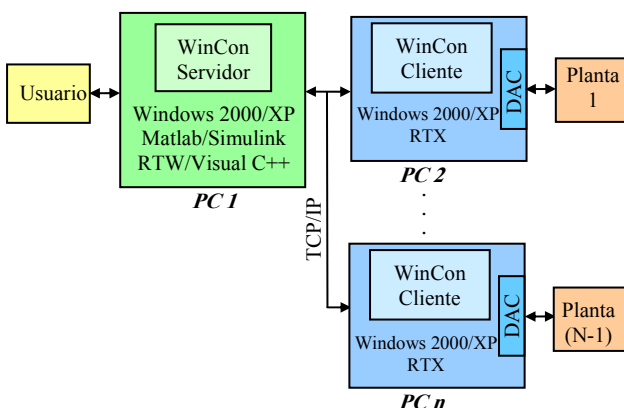 Usuario
WinCon
Servidor
Windows 2000/XP
Matlab/Simulink
RTW/Visual C++
PC 1
TCP/IP
WinCon
Cliente
DAC
Windows 2000/XP
RTX
PC 2
Planta
1
WinCon
Cliente
DAC
Windows 2000/XP
RTX
PC n
Planta
(N-1)